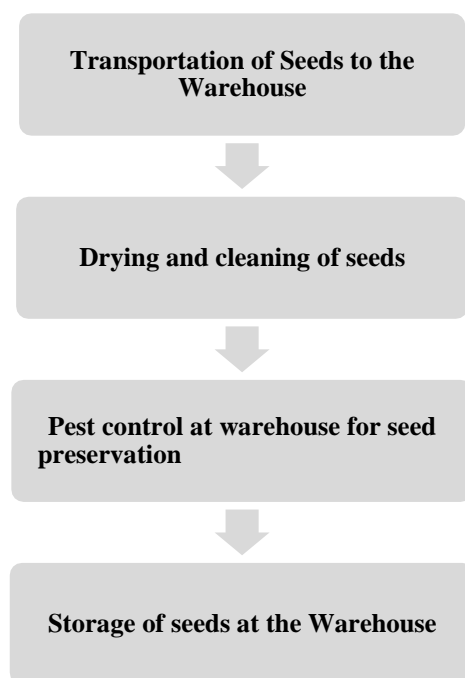 Transportation of Seeds to the
Warehouse
Drying and cleaning of seeds
Pest control at warehouse for seed
preservation
Storage of seeds at the Warehouse